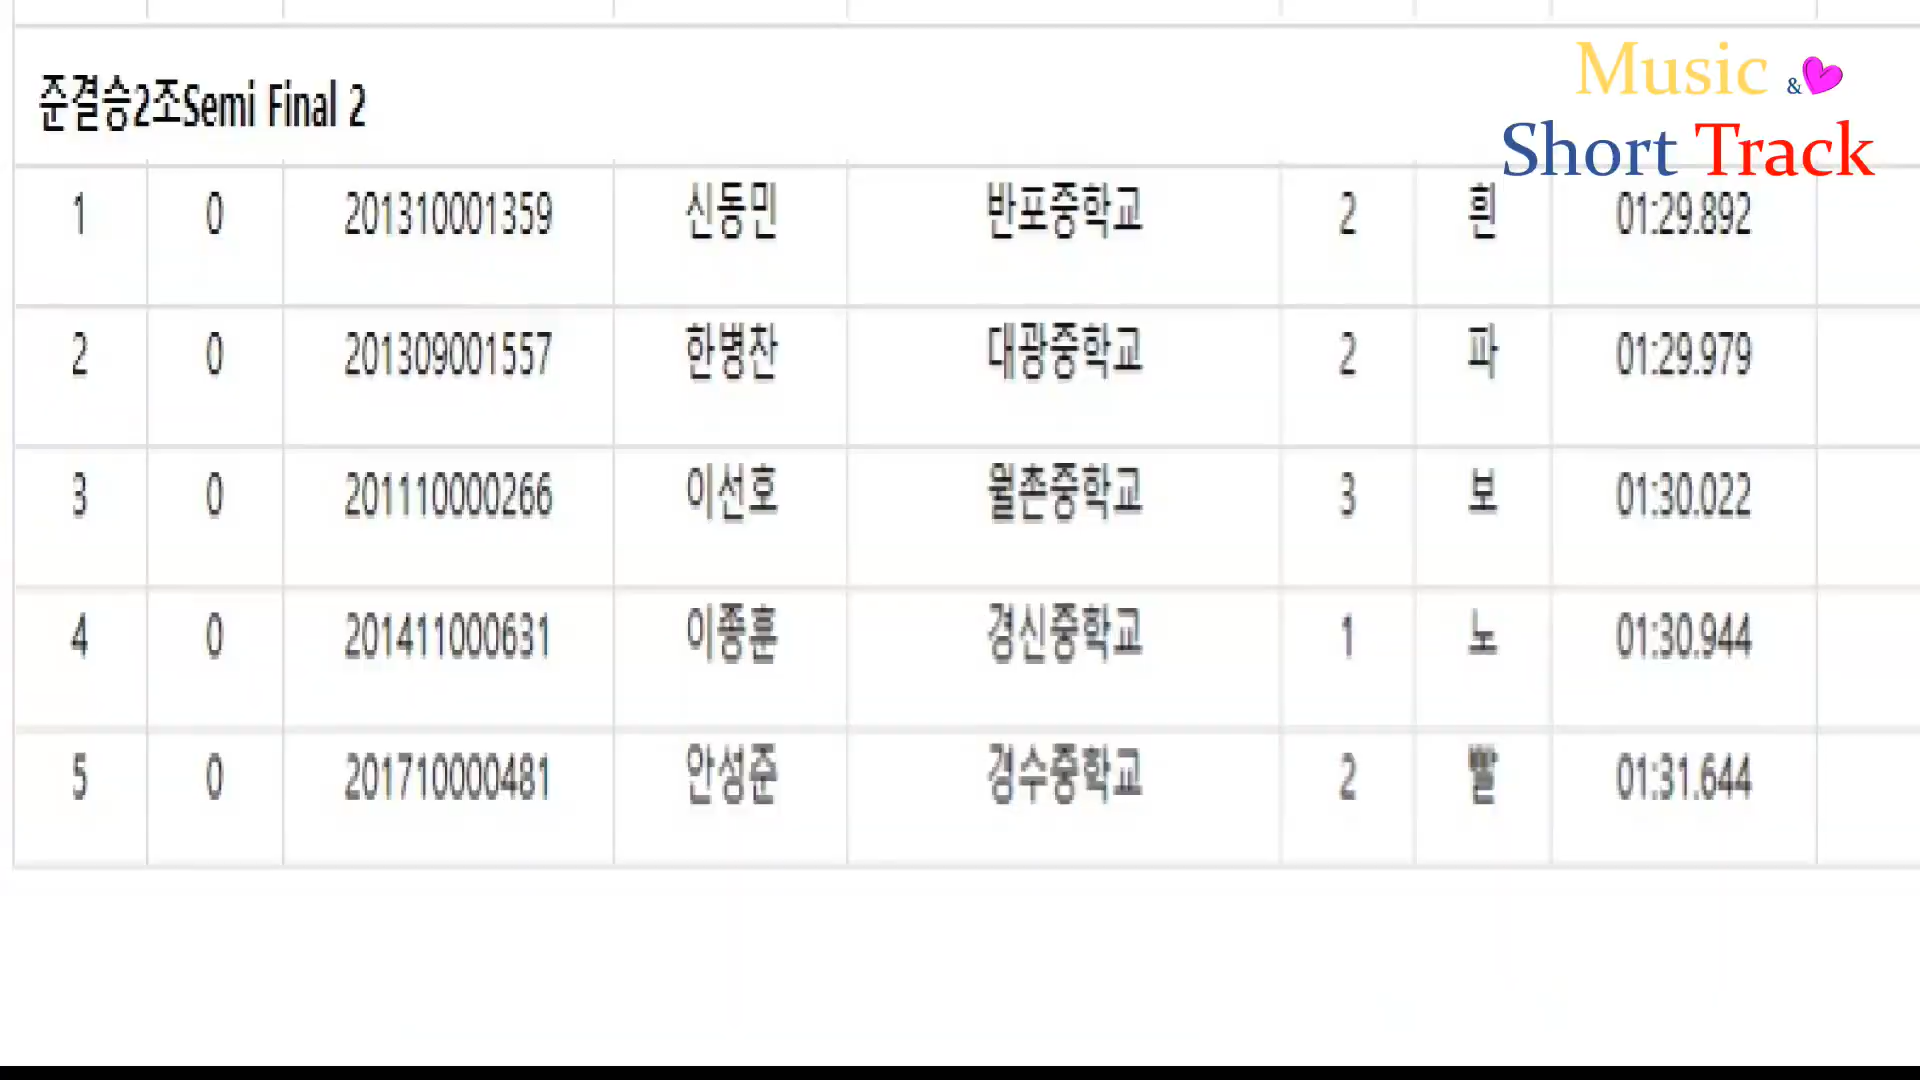 Music &
Short Track
준결승2조Semi Final 2
1 0 201310001359 신동민 반포중학교 2 흰 01:29.892
2 0 201309001557 한병찬 대광중학교 2 파 01:29.979
3 0 201110000266 이선호 월촌중학교 3 보 01:30.022
4 0 201411000631 이종훈 경신중학교 1 노 01:30.944
5 0 201710000481 안성준 경수중학교 2 빨 01:31.644